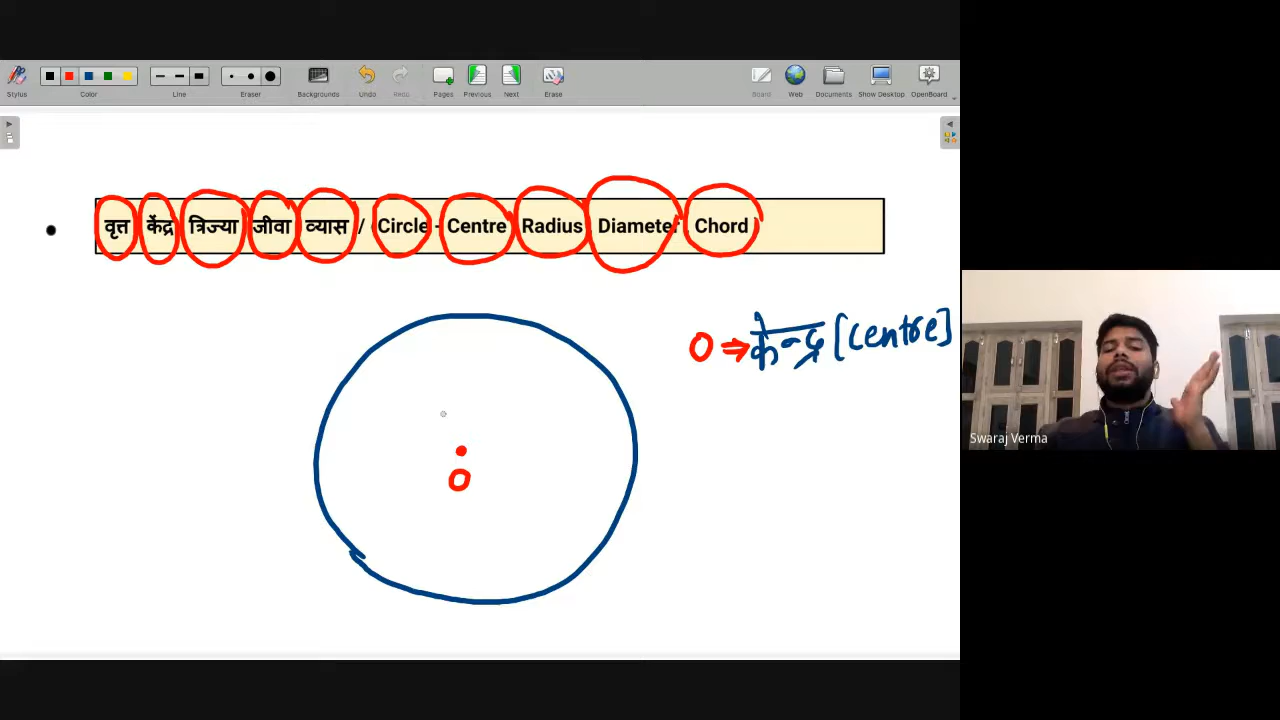 Stylus Color Line Eraser Backgrounds Undo Redo Pages Previous Next Erase Board Web Documents Show Desktop OpenBoard
वृत्त केंद्र त्रिज्या जीवा व्यास / Circle - Centre Radius Diameter Chord
O ⇒ केन्द्र [Centre]
O
Swaraj Verma